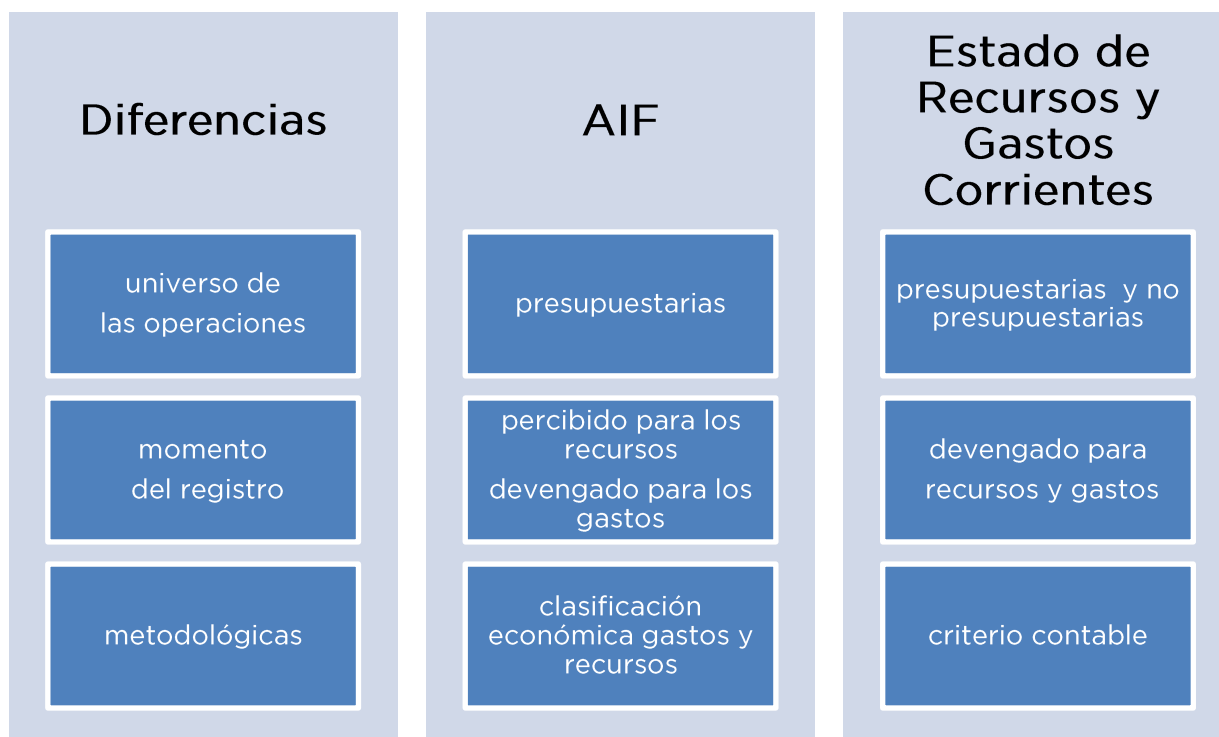 Diferencias
universo de
las operaciones
momento
del registro
metodológicas
AIF
presupuestarias
percibido para los
recursos
devengado para los
gastos
clasificación
económica gastos y
recursos
Estado de
Recursos y
Gastos
Corrientes
presupuestarias y no
presupuestarias
devengado para
recursos y gastos
criterio contable